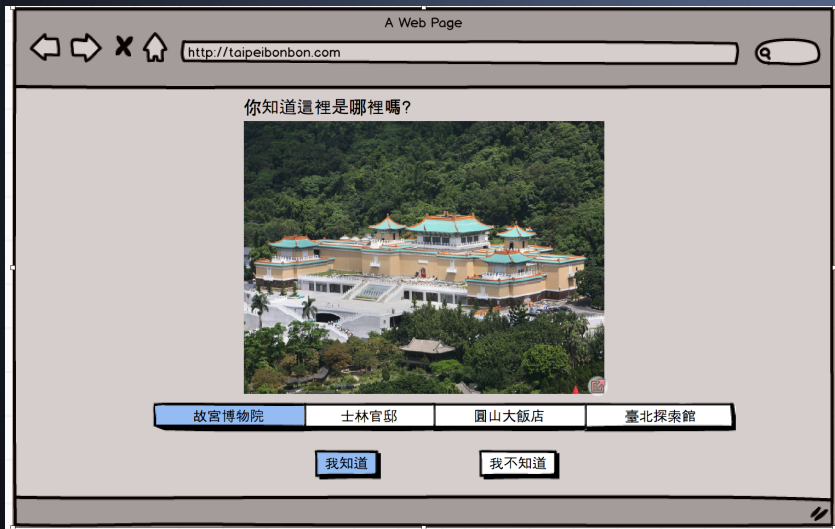 A Web Page
http://taipeibonbon.com
你知道這裡是哪裡嗎?
故宮博物院 士林官邸 圓山大飯店 臺北探索館
我知道 我不知道